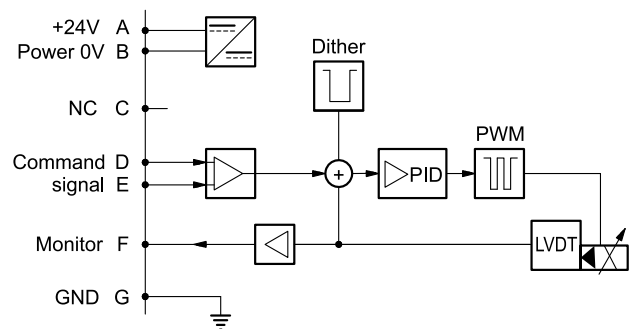 +24V A
Power 0V B
Dither
NC C
PWM
Command D
signal E
+
PID
Monitor F
LVDT
GND G